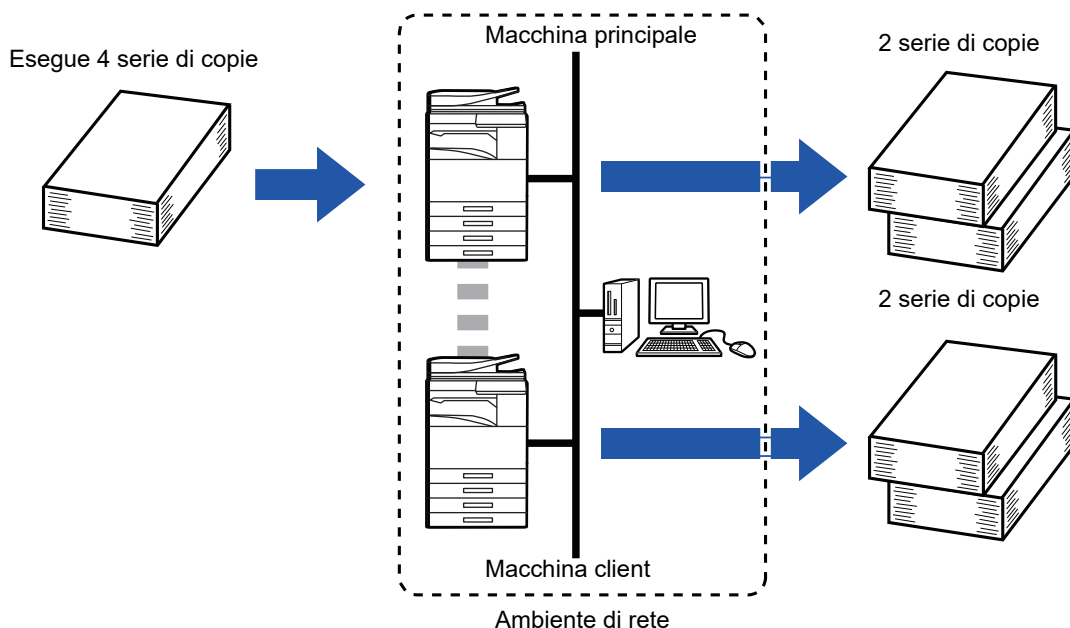 Esegue 4 serie di copie
Macchina principale
2 serie di copie
2 serie di copie
Macchina client
Ambiente di rete